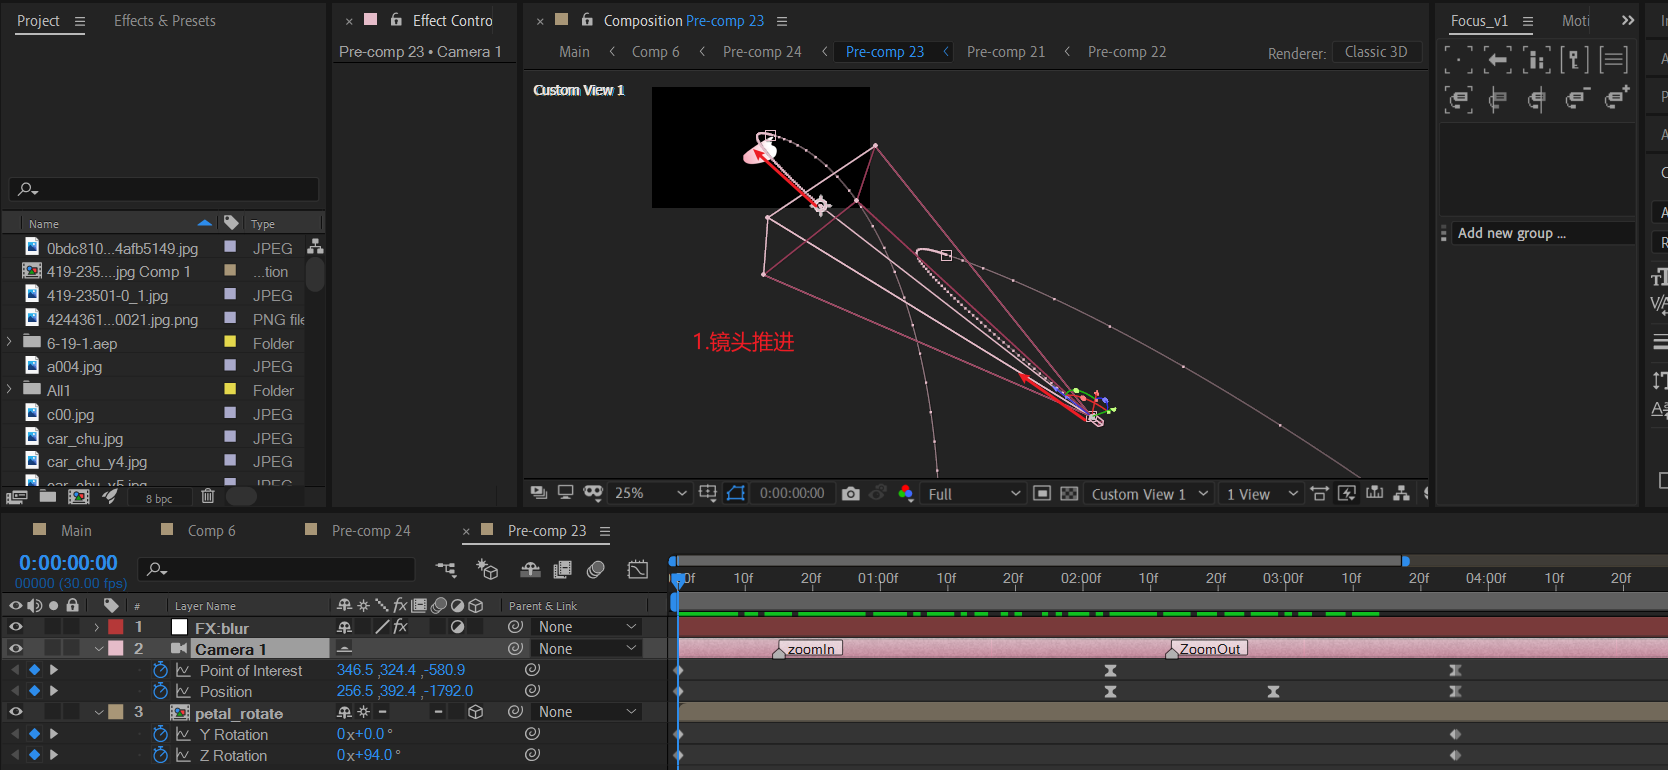 Project
Effects & Presets
Effect Contro
Composition Pre-comp 23
Focus_v1
Moti
Pre-comp 23 • Camera 1
Main
Comp 6
Pre-comp 24
Pre-comp 23
Pre-comp 21
Pre-comp 22
Renderer:
Classic 3D
Custom View 1
Name
Type
0bdc810...4afb5149.jpg
JPEG
419-235....jpg Comp 1
...tion
419-23501-0_1.jpg
JPEG
4244361...0021.jpg.png
PNG file
6-19-1.aep
Folder
a004.jpg
JPEG
All1
Folder
c00.jpg
JPEG
car_chu.jpg
JPEG
car_chu_y4.jpg
JPEG
car_chu_y5.jpg
JPEG
8 bpc
1.镜头推进
Add new group ...
25%
0:00:00:00
Full
Custom View 1
1 View
Main
Comp 6
Pre-comp 24
Pre-comp 23
0:00:00:00
00000 (30.00 fps)
10f
20f
01:00f
10f
20f
02:00f
10f
20f
03:00f
10f
20f
04:00f
10f
20f
#
Layer Name
Parent & Link
1
FX:blur
None
2
Camera 1
None
zoomIn
ZoomOut
Point of Interest
346.5 ,324.4 ,-580.9
Position
256.5 ,392.4 ,-1792.0
3
petal_rotate
None
Y Rotation
0x+0.0°
Z Rotation
0x+94.0°